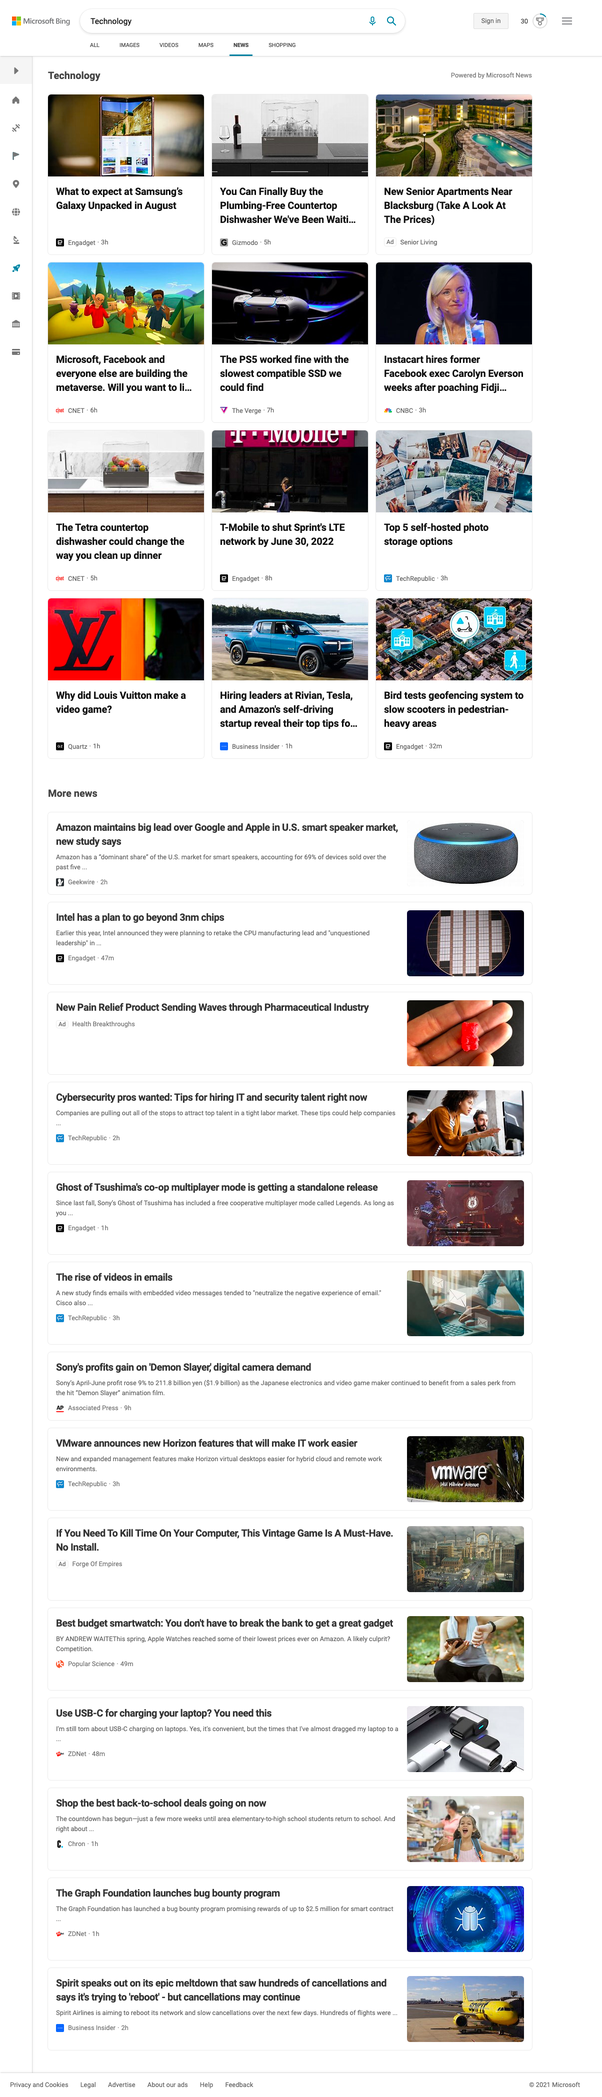 Microsoft Bing
Technology
Sign in
30
ALL IMAGES VIDEOS MAPS NEWS SHOPPING
Technology
Powered by Microsoft News
What to expect at Samsung's
Galaxy Unpacked in August
Engadget · 3h
You Can Finally Buy the
Plumbing-Free Countertop
Dishwasher We've Been Waiti...
Gizmodo · 5h
New Senior Apartments Near
Blacksburg (Take A Look At
The Prices)
Ad Senior Living
Microsoft, Facebook and
everyone else are building the
metaverse. Will you want to li...
CNET · 6h
The PS5 worked fine with the
slowest compatible SSD we
could find
The Verge · 7h
Instacart hires former
Facebook exec Carolyn Everson
weeks after poaching Fidji...
CNBC · 3h
The Tetra countertop
dishwasher could change the
way you clean up dinner
CNET · 5h
T-Mobile
T-Mobile to shut Sprint's LTE
network by June 30, 2022
Engadget · 8h
Top 5 self-hosted photo
storage options
TechRepublic · 3h
LV
Why did Louis Vuitton make a
video game?
Quartz · 1h
Hiring leaders at Rivian, Tesla,
and Amazon's self-driving
startup reveal their top tips fo...
Business Insider · 1h
Bird tests geofencing system to
slow scooters in pedestrian-
heavy areas
Engadget · 32m
More news
Amazon maintains big lead over Google and Apple in U.S. smart speaker market,
new study says
Amazon has a "dominant share" of the U.S. market for smart speakers, accounting for 69% of devices sold over the
past five ...
Geekwire · 2h
Intel has a plan to go beyond 3nm chips
Earlier this year, Intel announced they were planning to retake the CPU manufacturing lead and "unquestioned
leadership" in ...
Engadget · 47m
New Pain Relief Product Sending Waves through Pharmaceutical Industry
Ad Health Breakthroughs
Cybersecurity pros wanted: Tips for hiring IT and security talent right now
Companies are pulling out all of the stops to attract top talent in a tight labor market. These tips could help companies
...
TechRepublic · 2h
Ghost of Tsushima's co-op multiplayer mode is getting a standalone release
Since last fall, Sony's Ghost of Tsushima has included a free cooperative multiplayer mode called Legends. As long as
you ...
Engadget · 1h
The rise of videos in emails
A new study finds emails with embedded video messages tended to "neutralize the negative experience of email."
Cisco also ...
TechRepublic · 3h
Sony's profits gain on 'Demon Slayer,' digital camera demand
Sony's April-June profit rose 9% to 211.8 billion yen ($1.9 billion) as the Japanese electronics and video game maker continued to benefit from a sales perk from
the hit "Demon Slayer" animation film.
AP Associated Press · 9h
VMware announces new Horizon features that will make IT work easier
New and expanded management features make Horizon virtual desktops easier for hybrid cloud and remote work
environments.
TechRepublic · 3h
vmware
If You Need To Kill Time On Your Computer, This Vintage Game Is A Must-Have.
No Install.
Ad Forge Of Empires
Best budget smartwatch: You don't have to break the bank to get a great gadget
BY ANDREW WAITEThis spring, Apple Watches reached some of their lowest prices ever on Amazon. A likely culprit?
Competition.
Popular Science · 49m
Use USB-C for charging your laptop? You need this
I'm still torn about USB-C charging on laptops. Yes, it's convenient, but the times that I've almost dragged my laptop to a
...
ZDNet · 48m
Shop the best back-to-school deals going on now
The countdown has begun—just a few more weeks until area elementary-to-high school students return to school. And
right about ...
Chron · 1h
The Graph Foundation launches bug bounty program
The Graph Foundation has launched a bug bounty program promising rewards of up to $2.5 million for smart contract
...
ZDNet · 1h
Spirit speaks out on its epic meltdown that saw hundreds of cancellations and
says it's trying to 'reboot' - but cancellations may continue
Spirit Airlines is aiming to reboot its network and slow cancellations over the next few days. Hundreds of flights were ...
Business Insider · 2h
Privacy and Cookies Legal Advertise About our ads Help Feedback
© 2021 Microsoft